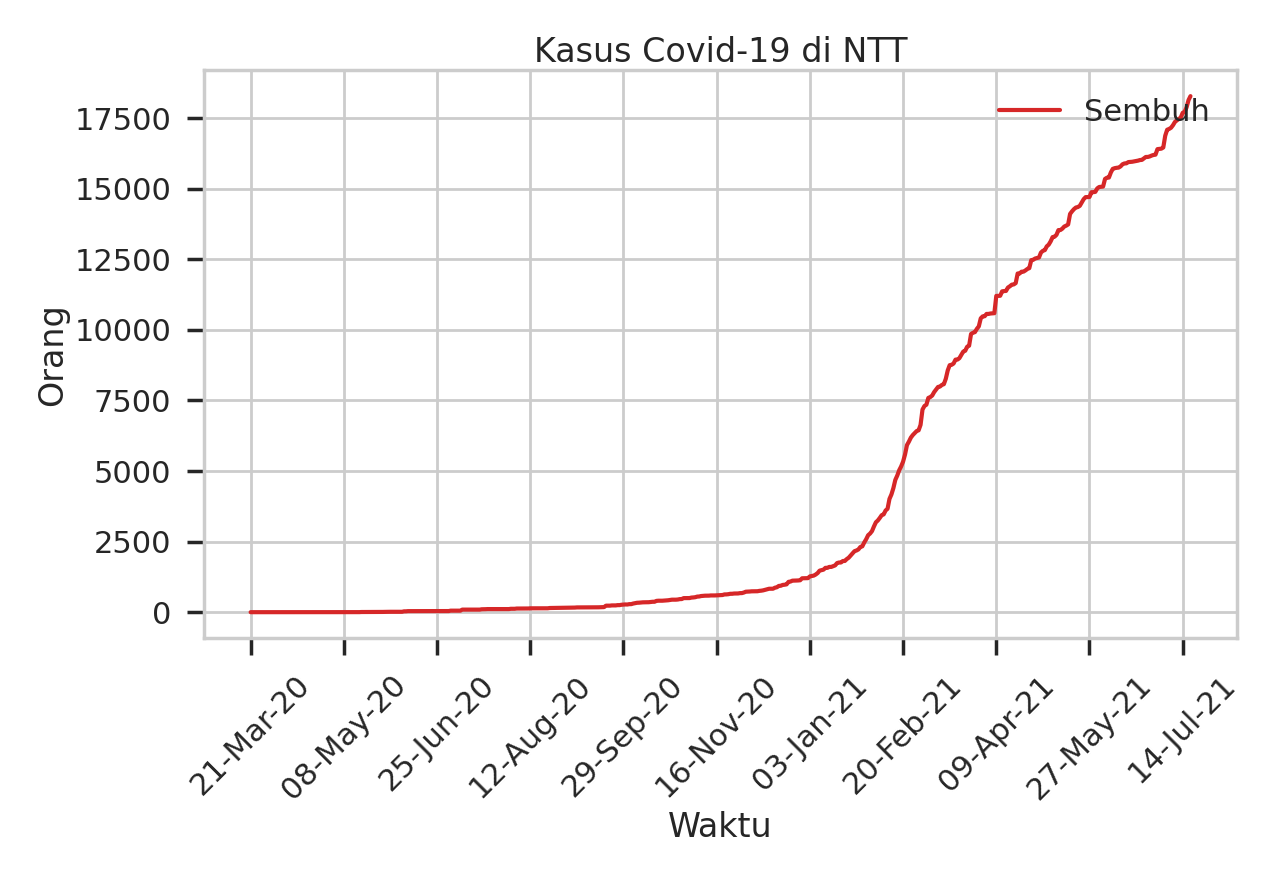 Kasus Covid-19 di NTT
Sembuh
17500
15000
12500
10000
7500
5000
2500
0
Orang
21-Mar-20
08-May-20
25-Jun-20
12-Aug-20
29-Sep-20
16-Nov-20
03-Jan-21
20-Feb-21
09-Apr-21
27-May-21
14-Jul-21
Waktu